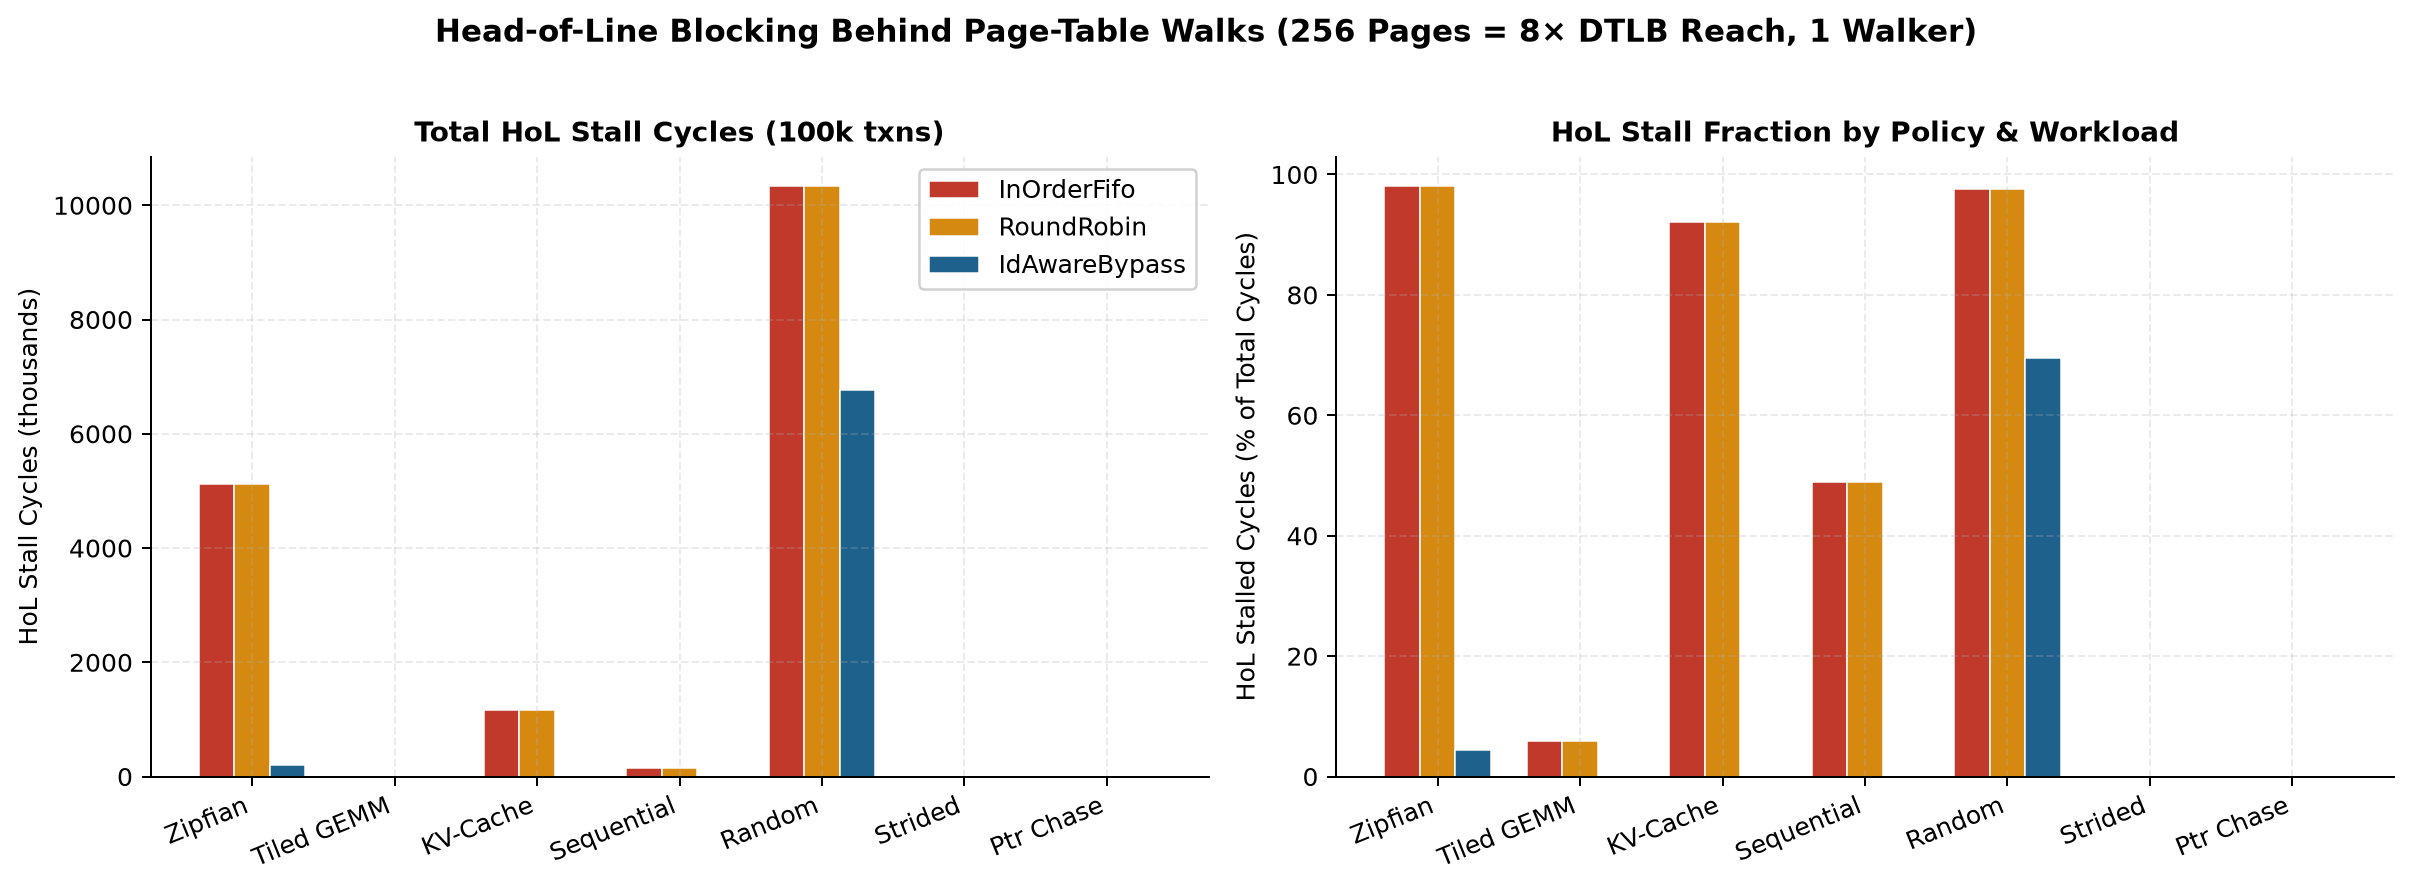 Head-of-Line Blocking Behind Page-Table Walks (256 Pages = 8× DTLB Reach, 1 Walker)
Total HoL Stall Cycles (100k txns)
HoL Stall Cycles (thousands)
10000
8000
6000
4000
2000
0
InOrderFifo
RoundRobin
IdAwareBypass
Zipfian
Tiled GEMM
KV-Cache
Sequential
Random
Strided
Ptr Chase
HoL Stall Fraction by Policy & Workload
HoL Stalled Cycles (% of Total Cycles)
100
80
60
40
20
0
Zipfian
Tiled GEMM
KV-Cache
Sequential
Random
Strided
Ptr Chase